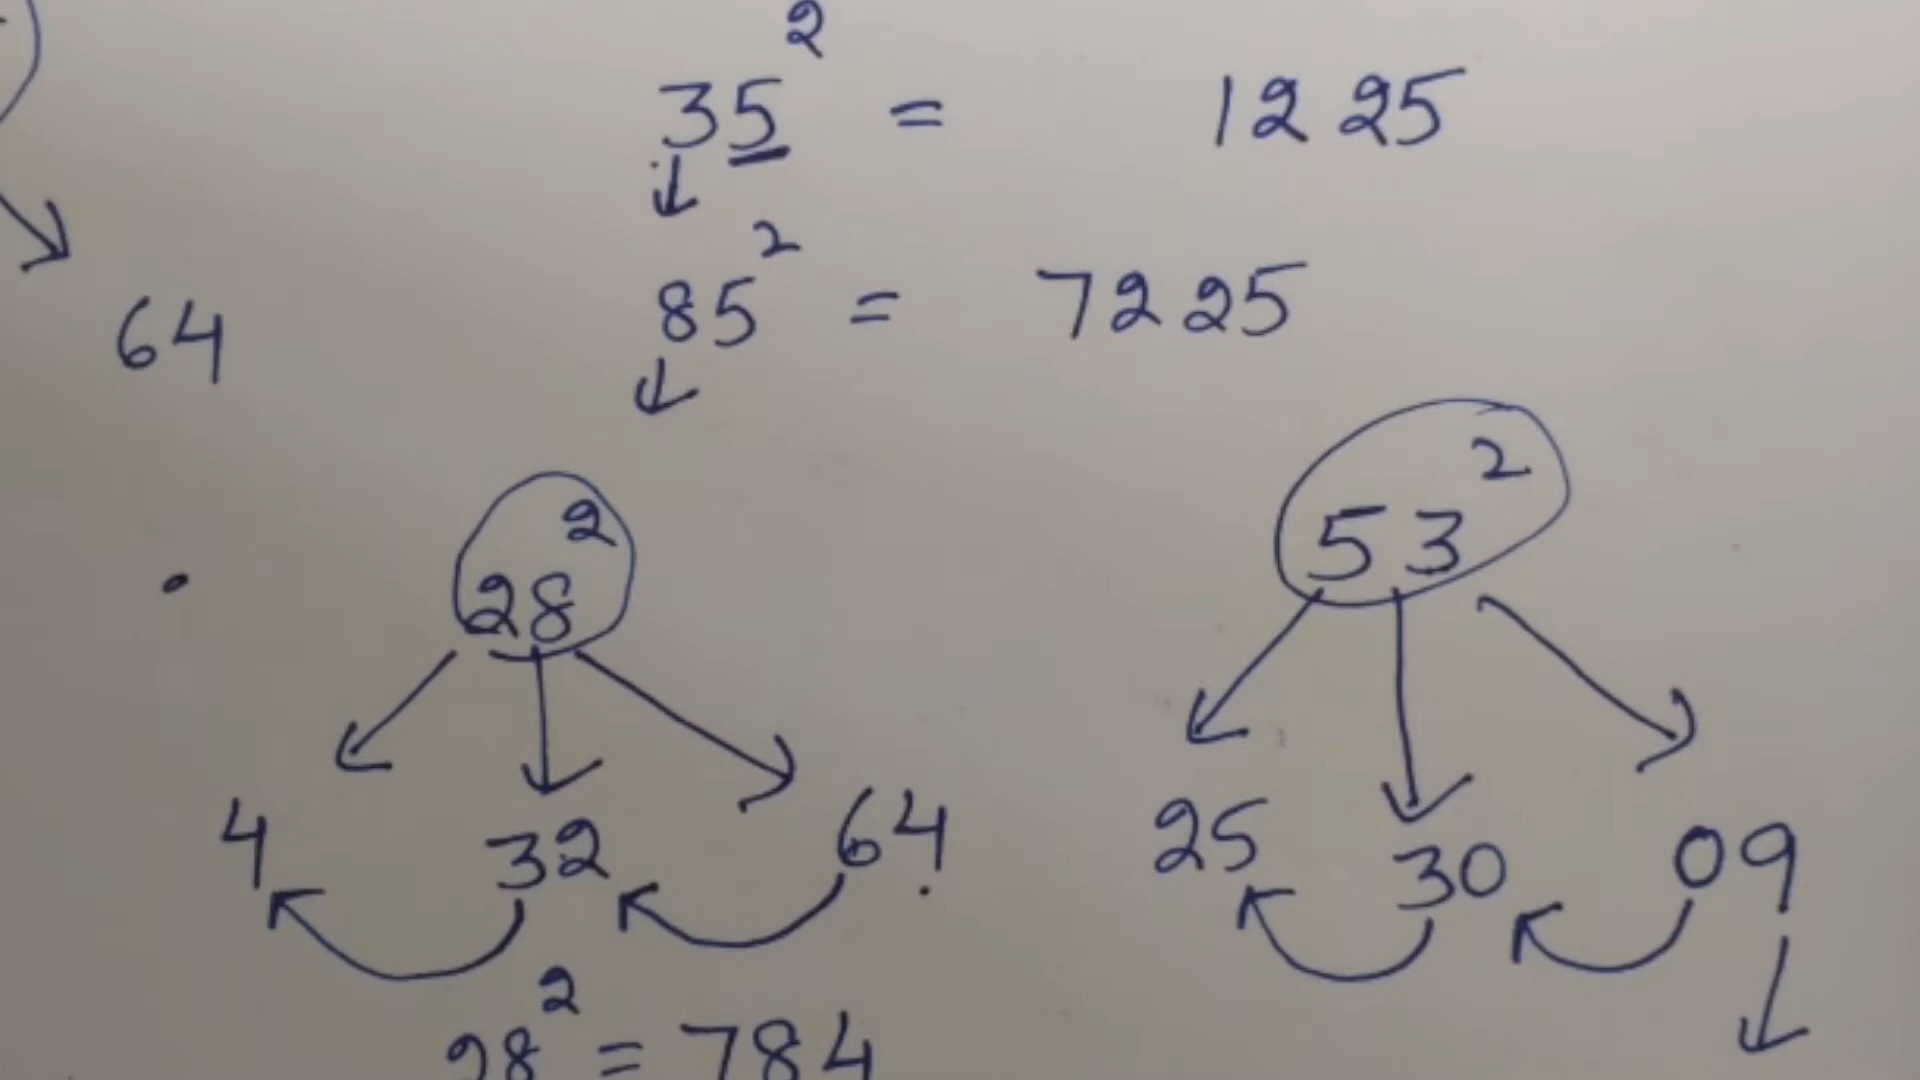 35² = 1225
85² = 7225
64
28²
53²
4 32 64
25 30 09
28² = 784